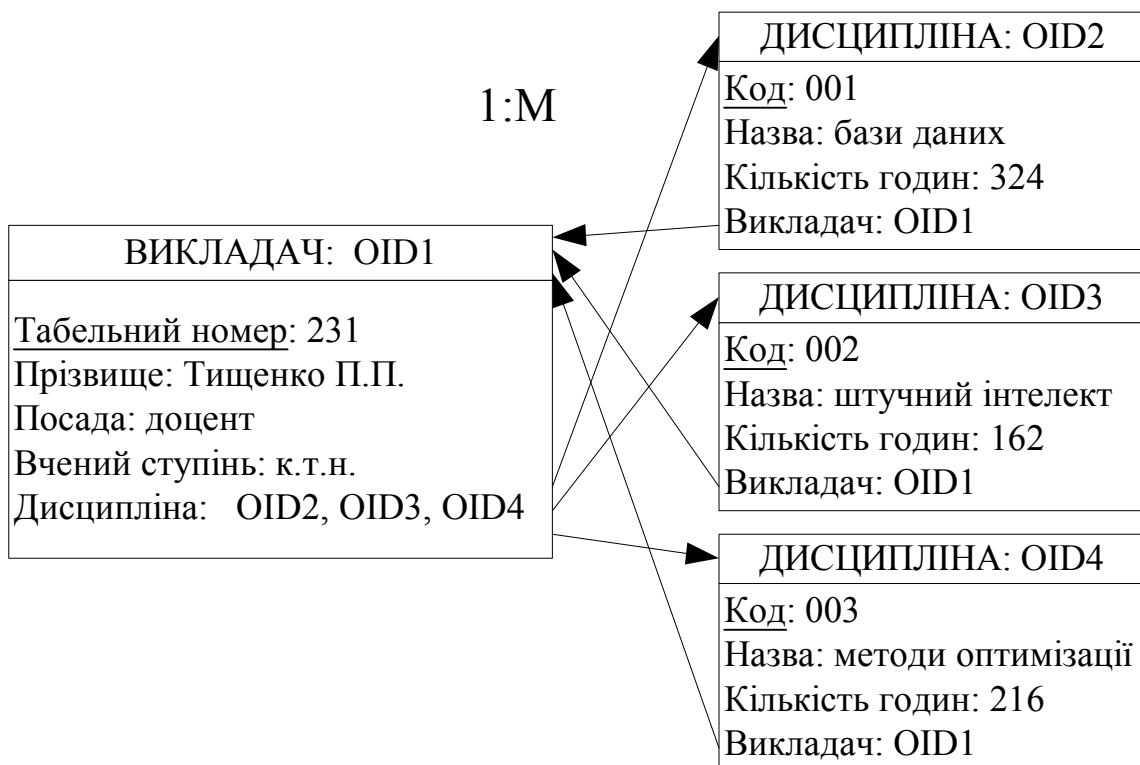 1:М
ВИКЛАДАЧ: OID1
Табельний номер: 231
Прізвище: Тищенко П.П.
Посада: доцент
Вчений ступінь: к.т.н.
Дисципліна: OID2, OID3, OID4
ДИСЦИПЛІНА: OID2
Код: 001
Назва: бази даних
Кількість годин: 324
Викладач: OID1
ДИСЦИПЛІНА: OID3
Код: 002
Назва: штучний інтелект
Кількість годин: 162
Викладач: OID1
ДИСЦИПЛІНА: OID4
Код: 003
Назва: методи оптимізації
Кількість годин: 216
Викладач: OID1